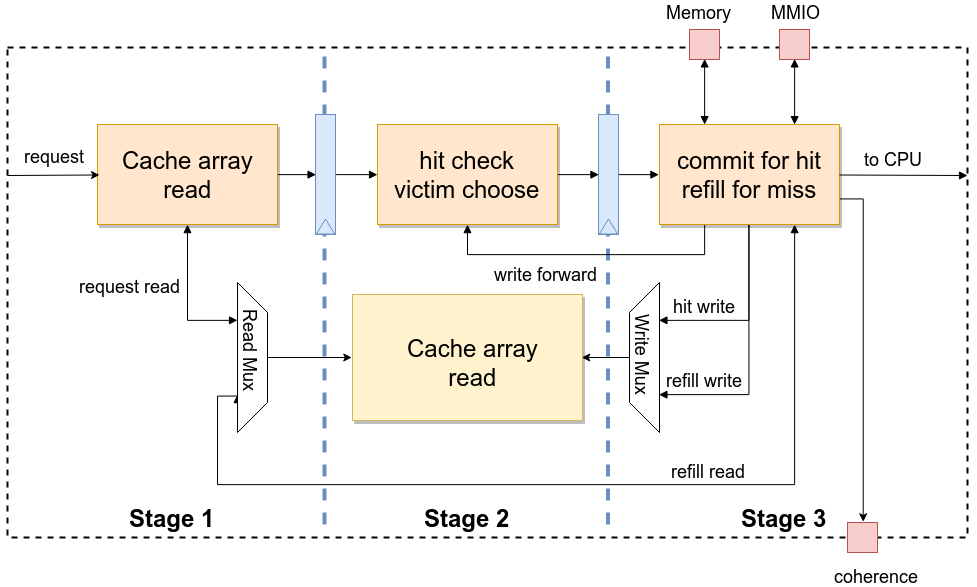 Memory
MMIO
request
Cache array
read
hit check
victim choose
commit for hit
refill for miss
to CPU
write forward
request read
Read Mux
Cache array
read
Write Mux
hit write
refill write
refill read
Stage 1
Stage 2
Stage 3
coherence